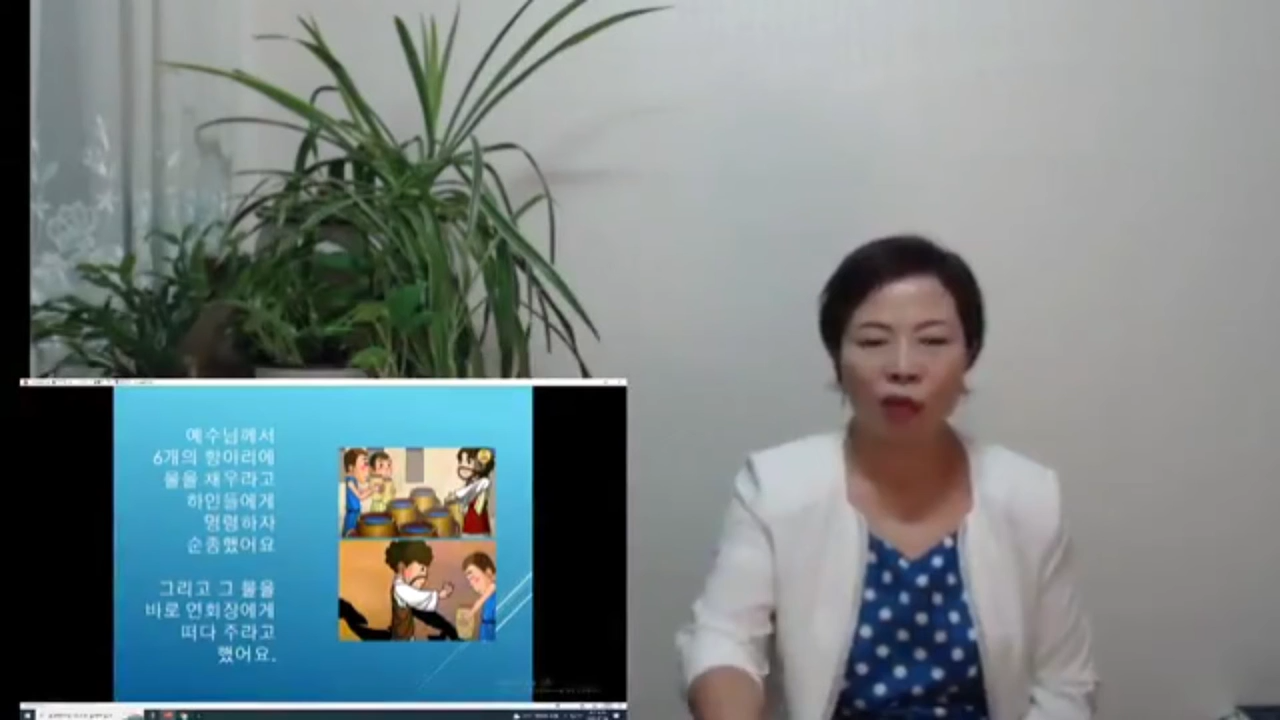 예수님께서
6개의 항아리에
물을 채우라고
하인들에게
명령하자
순종했어요
그리고 그 물을
바로 연회장에게
떠다 주라고
했어요.